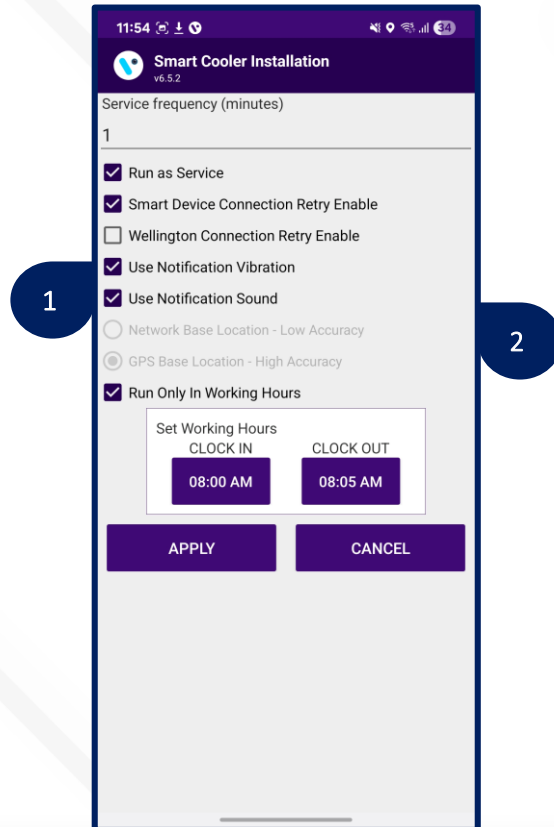 11:54
34
Smart Cooler Installation
v6.5.2
Service frequency (minutes)
1
Run as Service
Smart Device Connection Retry Enable
Wellington Connection Retry Enable
Use Notification Vibration
1
Use Notification Sound
Network Base Location - Low Accuracy
2
GPS Base Location - High Accuracy
Run Only In Working Hours
Set Working Hours
CLOCK IN CLOCK OUT
08:00 AM 08:05 AM
APPLY CANCEL